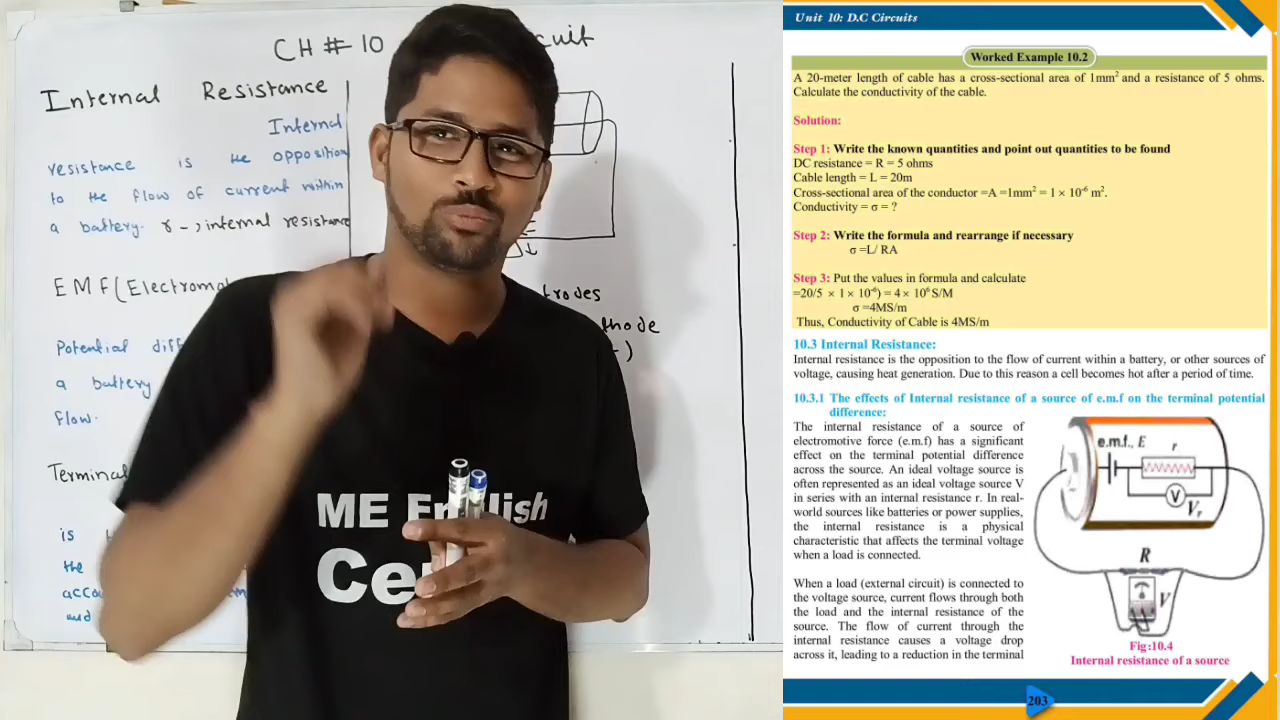 CH # 10
cuit
Internal Resistance
Internal
resistance is the opposition
to the flow of current within
a battery. r -> internal resistance
EMF (Electromo
Potential diff
a battery
flow.
Terminal
is
the
acco
and
trodes
thode
-)
ME English
Ce
Unit 10: D.C Circuits
Worked Example 10.2
A 20-meter length of cable has a cross-sectional area of 1mm² and a resistance of 5 ohms.
Calculate the conductivity of the cable.
Solution:
Step 1: Write the known quantities and point out quantities to be found
DC resistance = R = 5 ohms
Cable length = L = 20m
Cross-sectional area of the conductor =A =1mm² = 1 × 10⁻⁶ m².
Conductivity = σ = ?
Step 2: Write the formula and rearrange if necessary
σ =L/ RA
Step 3: Put the values in formula and calculate
=20/5 × 1 × 10⁻⁶) = 4 × 10⁶ S/M
σ =4MS/m
Thus, Conductivity of Cable is 4MS/m
10.3 Internal Resistance:
Internal resistance is the opposition to the flow of current within a battery, or other sources of
voltage, causing heat generation. Due to this reason a cell becomes hot after a period of time.
10.3.1 The effects of Internal resistance of a source of e.m.f on the terminal potential
difference:
The internal resistance of a source of
electromotive force (e.m.f) has a significant
effect on the terminal potential difference
across the source. An ideal voltage source is
often represented as an ideal voltage source V
in series with an internal resistance r. In real-
world sources like batteries or power supplies,
the internal resistance is a physical
characteristic that affects the terminal voltage
when a load is connected.
When a load (external circuit) is connected to
the voltage source, current flows through both
the load and the internal resistance of the
source. The flow of current through the
internal resistance causes a voltage drop
across it, leading to a reduction in the terminal
e.m.f., E r
V
Vr
R
V
Fig:10.4
Internal resistance of a source
203